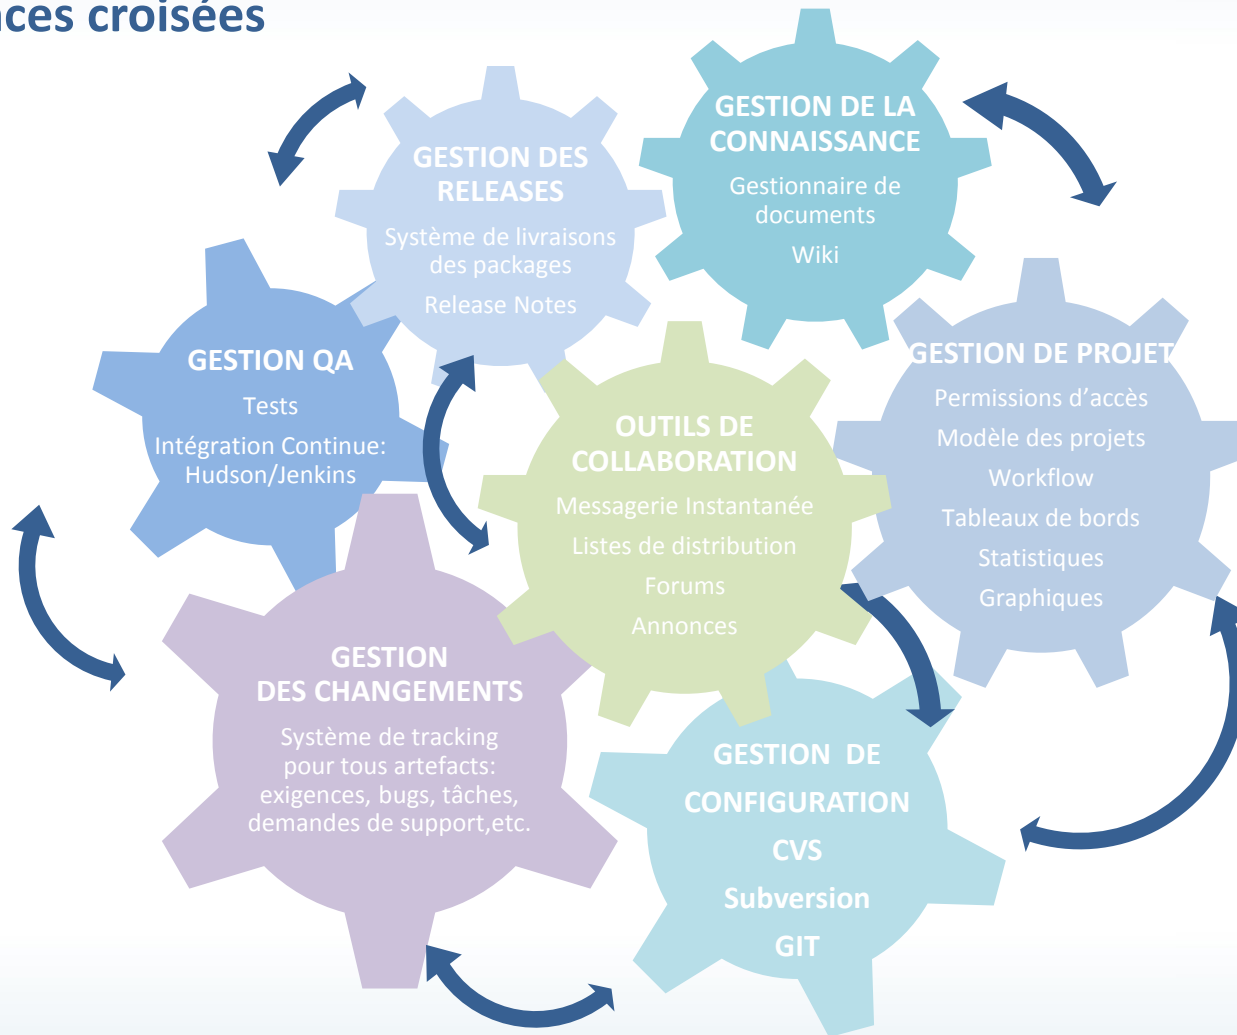 ces croisées
GESTION DE LA
CONNAISSANCE
Gestionnaire de
documents
Wiki
GESTION DES
RELEASES
Système de livraisons
des packages
Release Notes
GESTION QA
Tests
Intégration Continue:
Hudson/Jenkins
OUTILS DE
COLLABORATION
Messagerie Instantanée
Listes de distribution
Forums
Annonces
GESTION DE PROJET
Permissions d’accès
Modèle des projets
Workflow
Tableaux de bords
Statistiques
Graphiques
GESTION
DES CHANGEMENTS
Système de tracking
pour tous artefacts:
exigences, bugs, tâches,
demandes de support,etc.
GESTION  DE
CONFIGURATION
CVS
Subversion
GIT